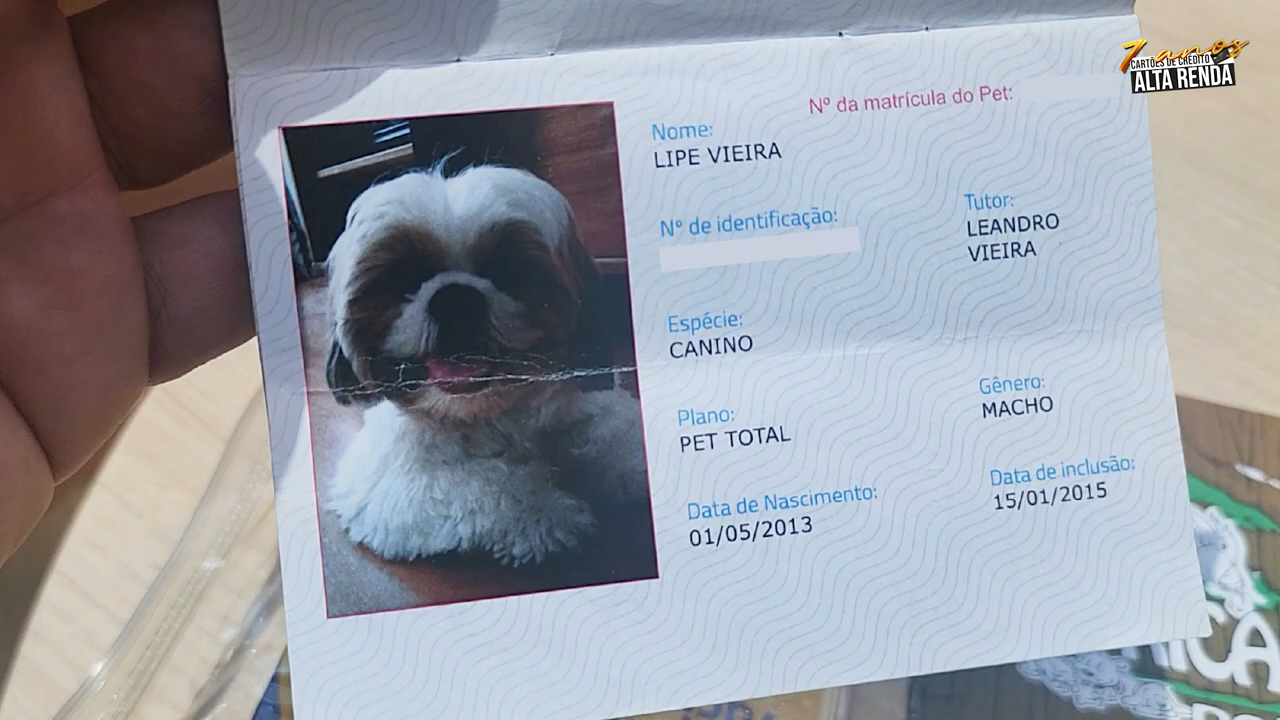 7 anos
CARTÕES DE CRÉDITO
ALTA RENDA
Nº da matrícula do Pet:
Nome:
LIPE VIEIRA
Nº de identificação:
Tutor:
LEANDRO
VIEIRA
Espécie:
CANINO
Gênero:
MACHO
Plano:
PET TOTAL
Data de Nascimento:
01/05/2013
Data de inclusão:
15/01/2015